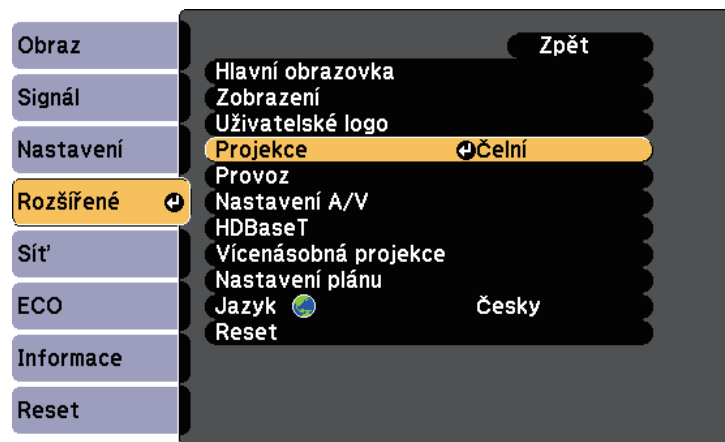 Obraz
Signál
Nastavení
Rozšířené
Síť
ECO
Informace
Reset
Zpět
Hlavní obrazovka
Zobrazení
Uživatelské logo
Projekce Čelní
Provoz
Nastavení A/V
HDBaseT
Vícenásobná projekce
Nastavení plánu
Jazyk Česky
Reset